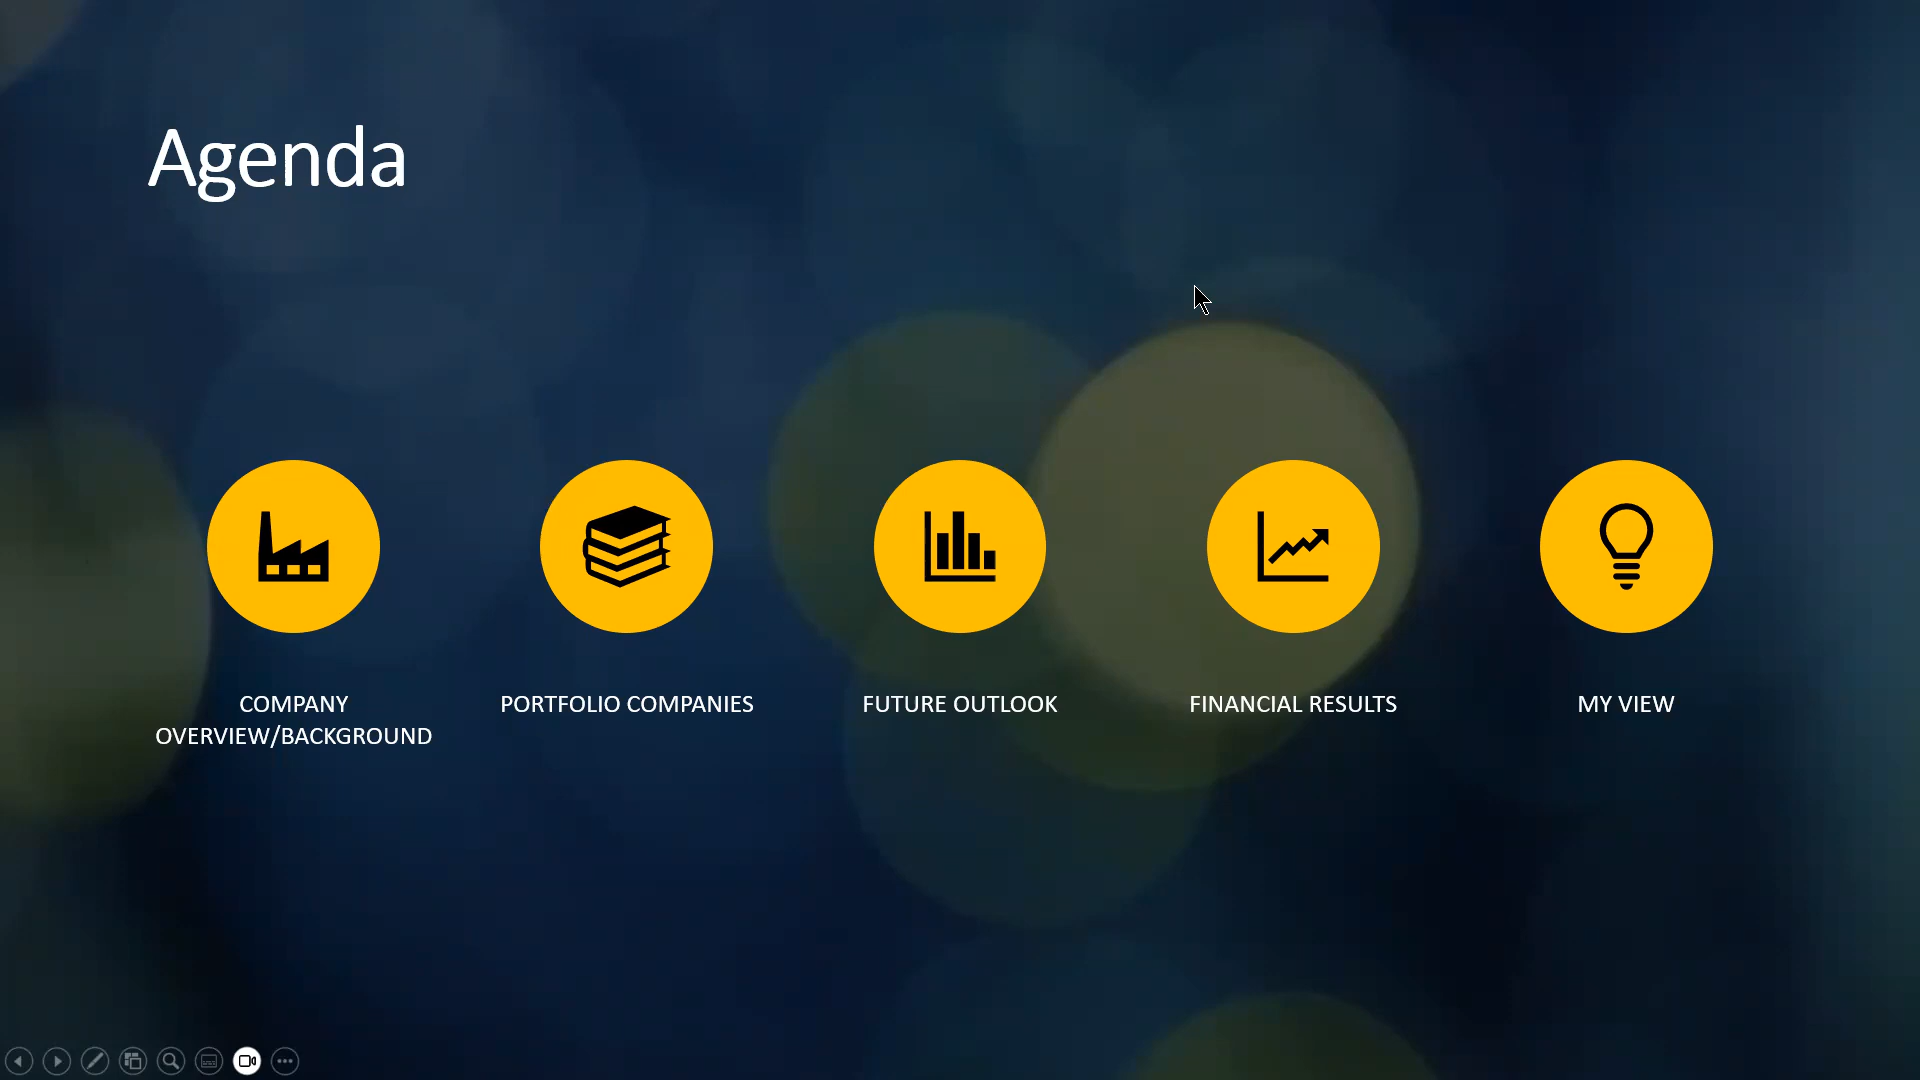 Agenda
COMPANY
OVERVIEW/BACKGROUND
PORTFOLIO COMPANIES
FUTURE OUTLOOK
FINANCIAL RESULTS
MY VIEW